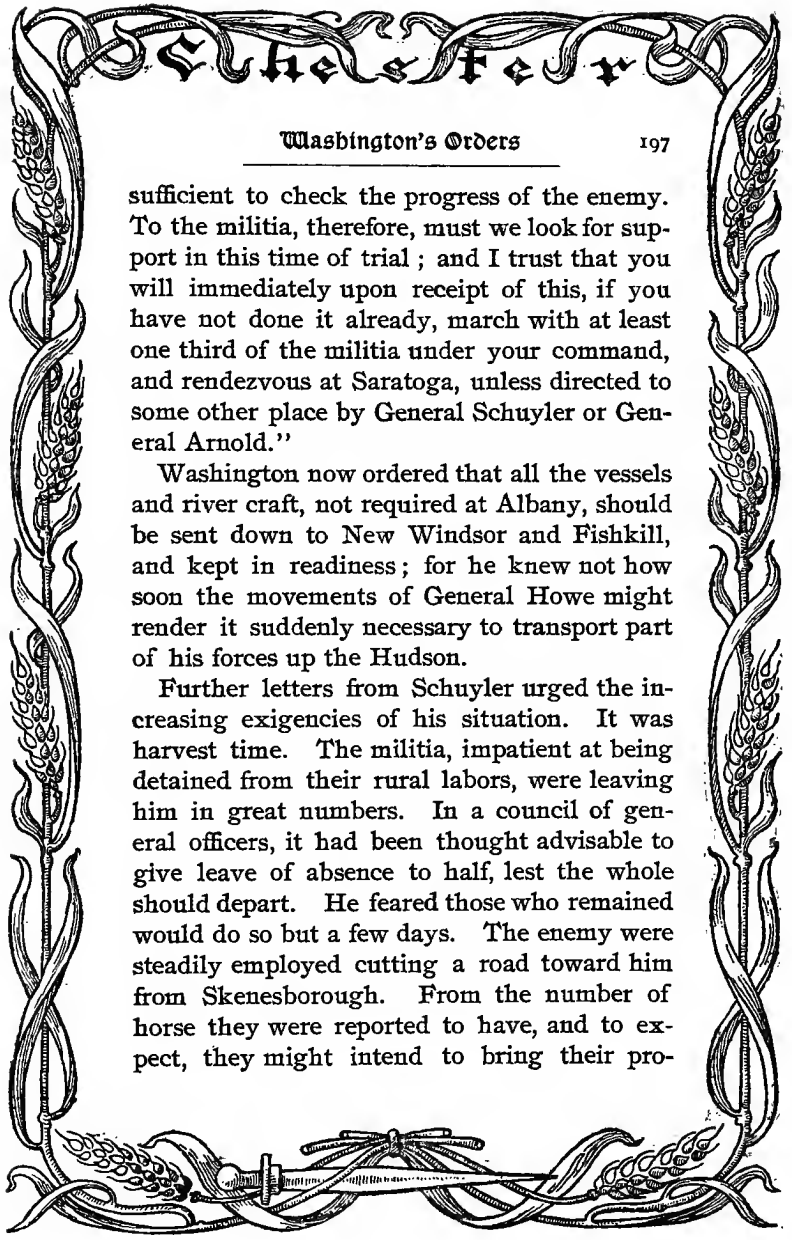 Chester
Washington's Orders 197
sufficient to check the progress of the enemy.
To the militia, therefore, must we look for sup-
port in this time of trial ; and I trust that you
will immediately upon receipt of this, if you
have not done it already, march with at least
one third of the militia under your command,
and rendezvous at Saratoga, unless directed to
some other place by General Schuyler or Gen-
eral Arnold."
Washington now ordered that all the vessels
and river craft, not required at Albany, should
be sent down to New Windsor and Fishkill,
and kept in readiness ; for he knew not how
soon the movements of General Howe might
render it suddenly necessary to transport part
of his forces up the Hudson.
Further letters from Schuyler urged the in-
creasing exigencies of his situation. It was
harvest time. The militia, impatient at being
detained from their rural labors, were leaving
him in great numbers. In a council of gen-
eral officers, it had been thought advisable to
give leave of absence to half, lest the whole
should depart. He feared those who remained
would do so but a few days. The enemy were
steadily employed cutting a road toward him
from Skenesborough. From the number of
horse they were reported to have, and to ex-
pect, they might intend to bring their pro-